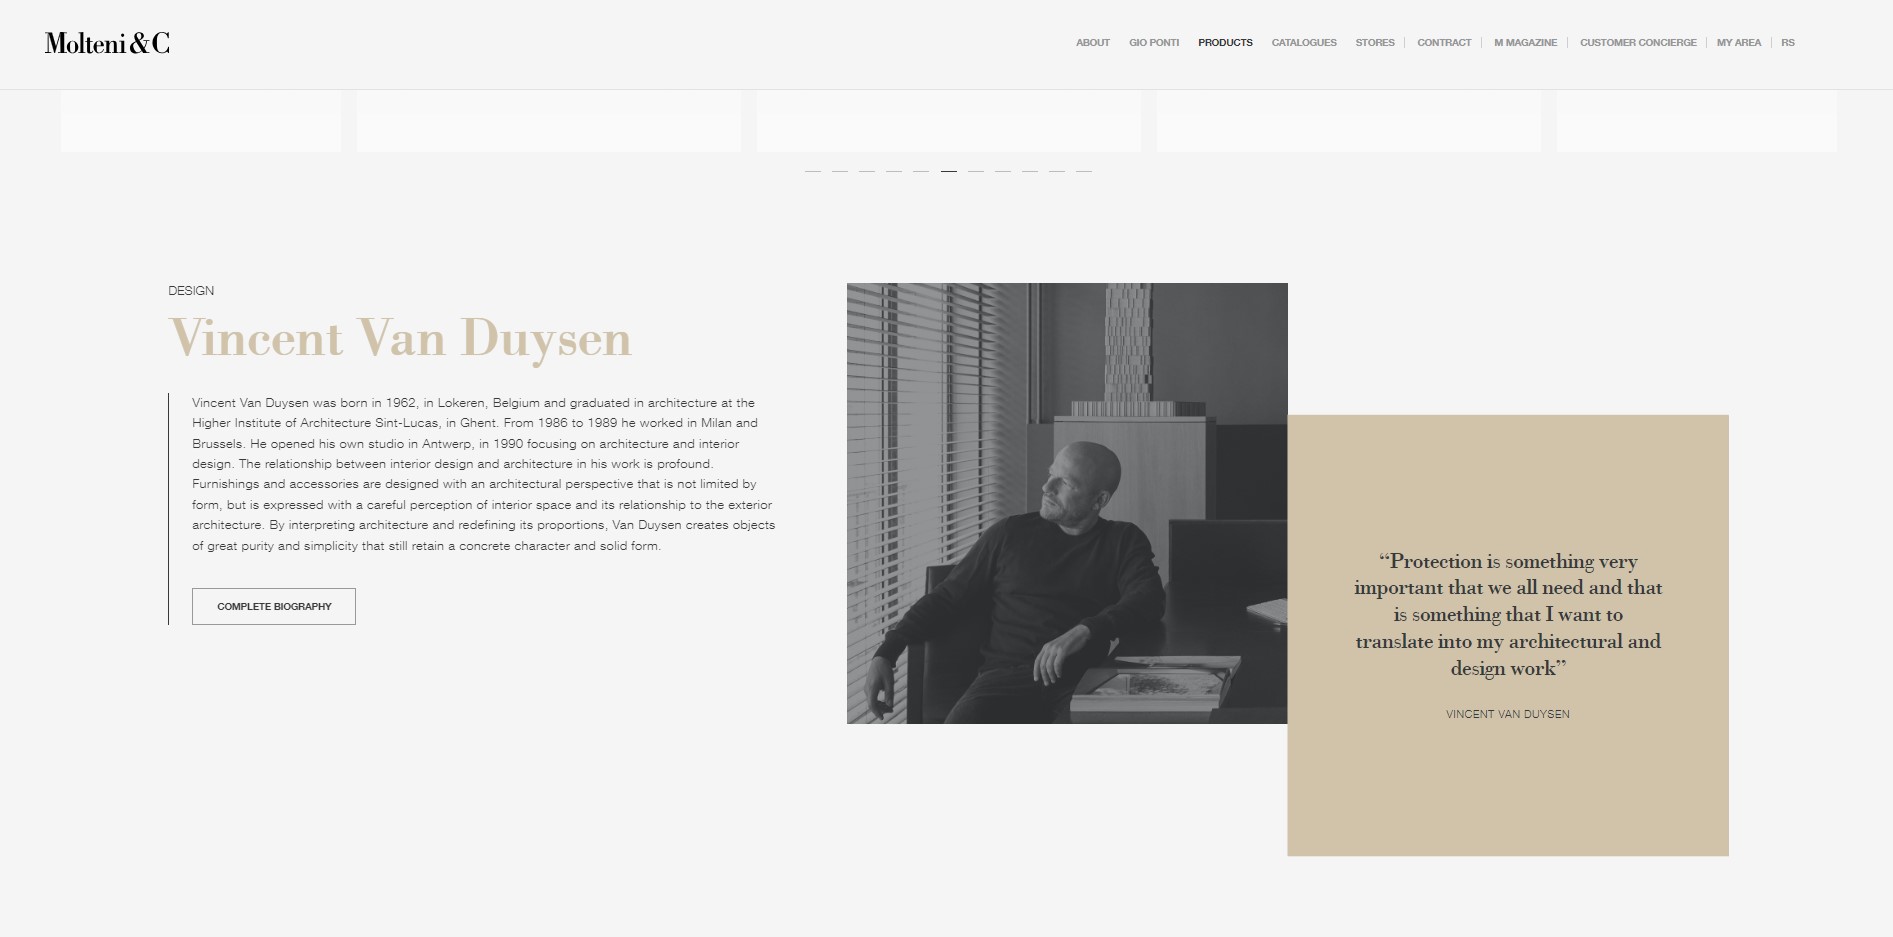 Molteni&C
ABOUT GIO PONTI PRODUCTS CATALOGUES STORES CONTRACT M MAGAZINE CUSTOMER CONCIERGE MY AREA RS
DESIGN
Vincent Van Duysen
Vincent Van Duysen was born in 1962, in Lokeren, Belgium and graduated in architecture at the
Higher Institute of Architecture Sint-Lucas, in Ghent. From 1986 to 1989 he worked in Milan and
Brussels. He opened his own studio in Antwerp, in 1990 focusing on architecture and interior
design. The relationship between interior design and architecture in his work is profound.
Furnishings and accessories are designed with an architectural perspective that is not limited by
form, but is expressed with a careful perception of interior space and its relationship to the exterior
architecture. By interpreting architecture and redefining its proportions, Van Duysen creates objects
of great purity and simplicity that still retain a concrete character and solid form.
COMPLETE BIOGRAPHY
“Protection is something very
important that we all need and that
is something that I want to
translate into my architectural and
design work”
VINCENT VAN DUYSEN